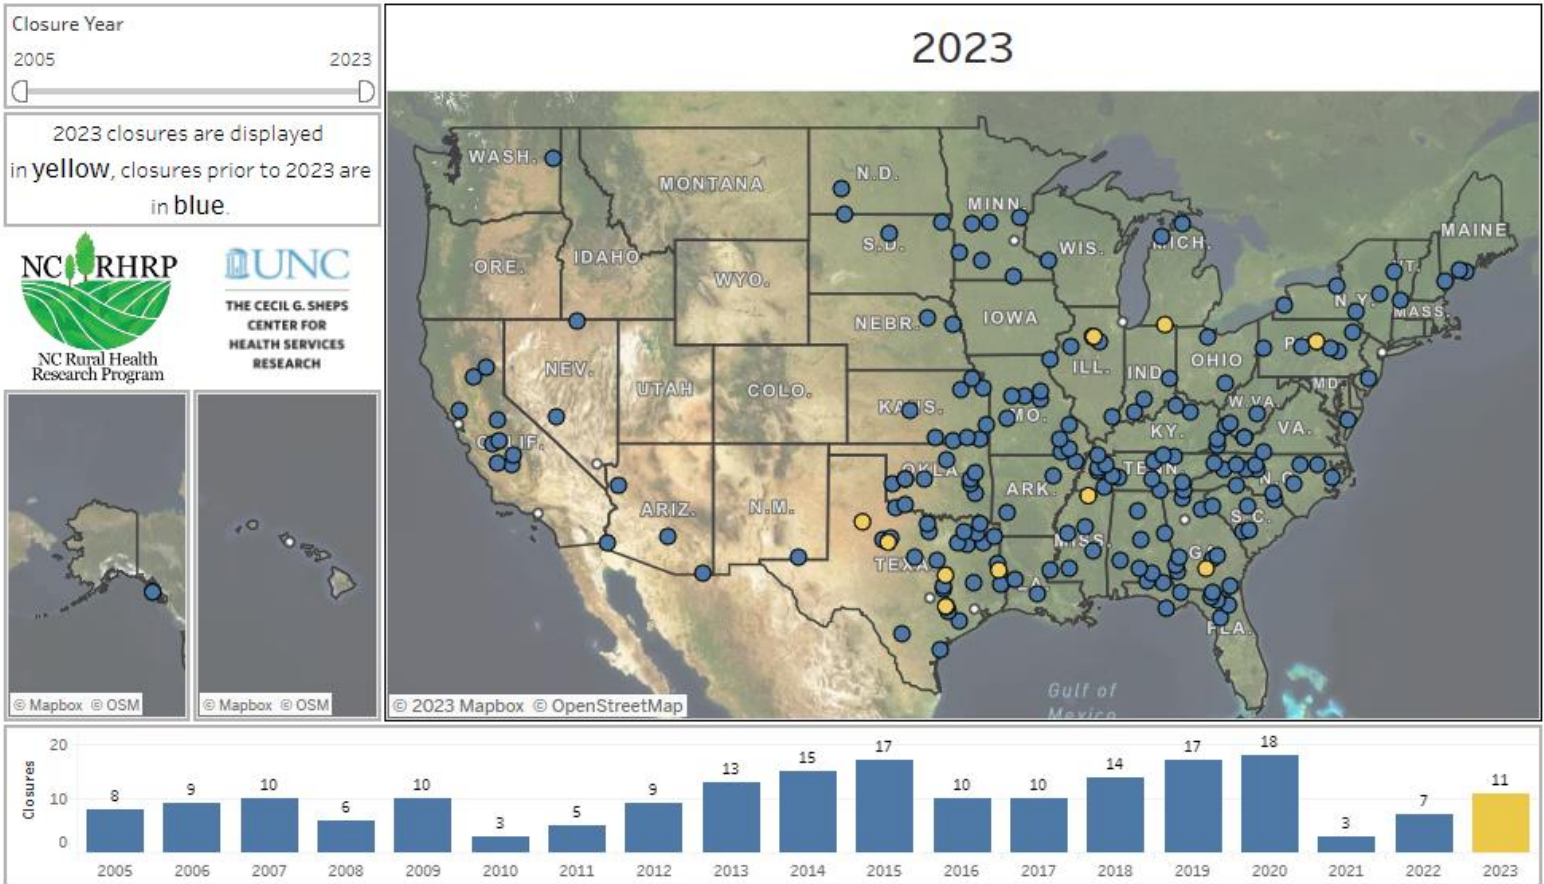 Closure Year
2005 2023
2023 closures are displayed
in yellow, closures prior to 2023 are
in blue.
NC RHRP
NC Rural Health
Research Program
UNC
THE CECIL G. SHEPS
CENTER FOR
HEALTH SERVICES
RESEARCH
© Mapbox © OSM
© Mapbox © OSM
2023
WASH.
MONTANA
N.D.
MINN.
MAINE
ORE.
IDAHO
WYO.
S.D.
WIS.
MICH.
VT.
N.Y.
MASS.
NEBR.
IOWA
NEV.
UTAH
COLO.
ILL.
IND.
OHIO
MD.
KANS.
MO.
W.VA.
VA.
KY.
CALIF.
OKLA.
TENN.
N.C.
ARIZ.
N.M.
ARK.
S.C.
MISS.
TEXAS
GA.
FLA.
Gulf of
Mexico
© 2023 Mapbox © OpenStreetMap
Closures
20
10
0
8 9 10 6 10 3 5 9 13 15 17 10 10 14 17 18 3 7 11
2005 2006 2007 2008 2009 2010 2011 2012 2013 2014 2015 2016 2017 2018 2019 2020 2021 2022 2023